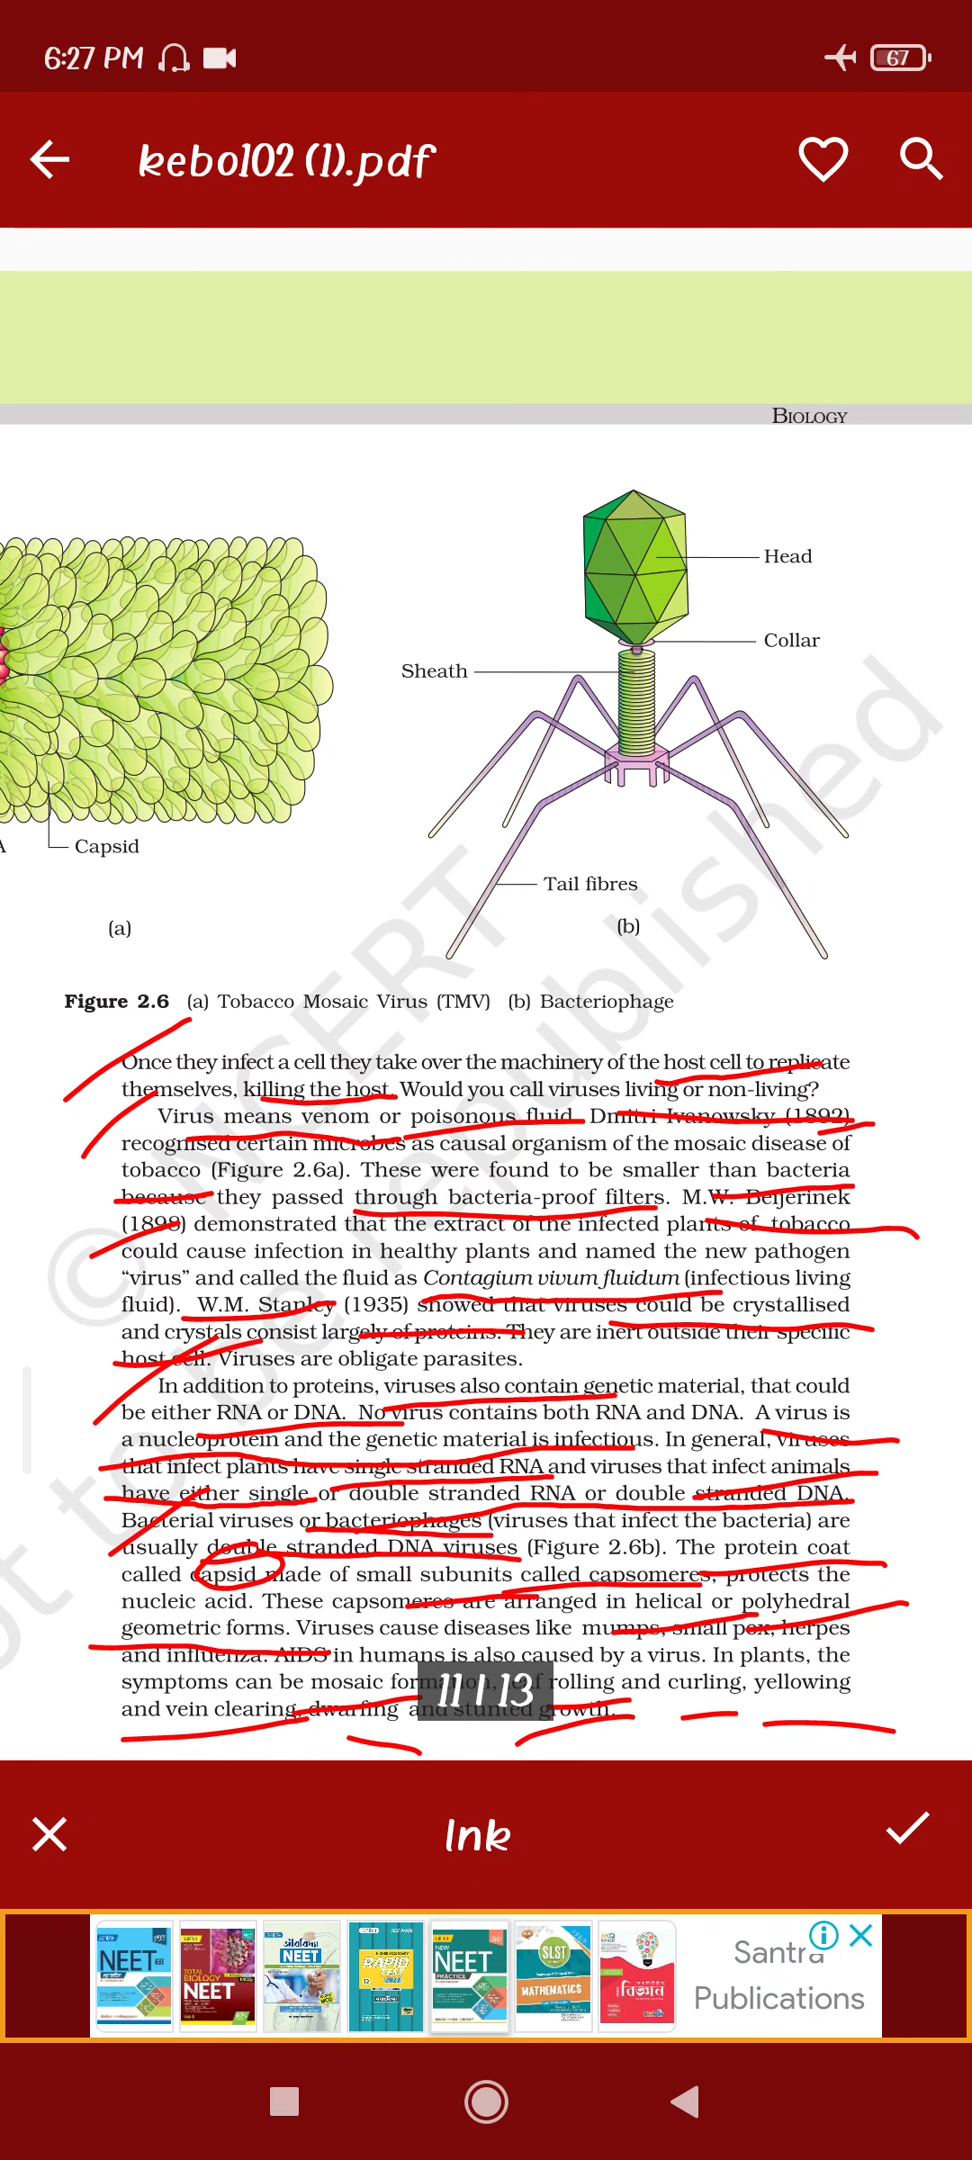 6:27 PM
67
kebo102 (1).pdf
BIOLOGY
Head
Collar
Sheath
Capsid
Tail fibres
(a)
(b)
Figure 2.6 (a) Tobacco Mosaic Virus (TMV) (b) Bacteriophage
Once they infect a cell they take over the machinery of the host cell to replicate
themselves, killing the host. Would you call viruses living or non-living?
Virus means venom or poisonous fluid. Dmitri Ivanowsky (1892)
recognised certain microbes as causal organism of the mosaic disease of
tobacco (Figure 2.6a). These were found to be smaller than bacteria
because they passed through bacteria-proof filters. M.W. Beijerinek
(1898) demonstrated that the extract of the infected plants of tobacco
could cause infection in healthy plants and named the new pathogen
“virus” and called the fluid as Contagium vivum fluidum (infectious living
fluid). W.M. Stanley (1935) showed that viruses could be crystallised
and crystals consist largely of proteins. They are inert outside their specific
host cell. Viruses are obligate parasites.
In addition to proteins, viruses also contain genetic material, that could
be either RNA or DNA. No virus contains both RNA and DNA. A virus is
a nucleoprotein and the genetic material is infectious. In general, viruses
that infect plants have single stranded RNA and viruses that infect animals
have either single or double stranded RNA or double stranded DNA.
Bacterial viruses or bacteriophages (viruses that infect the bacteria) are
usually double stranded DNA viruses (Figure 2.6b). The protein coat
called capsid made of small subunits called capsomeres, protects the
nucleic acid. These capsomeres are arranged in helical or polyhedral
geometric forms. Viruses cause diseases like mumps, small pox, herpes
and influenza. AIDS in humans is also caused by a virus. In plants, the
symptoms can be mosaic formation, leaf rolling and curling, yellowing
and vein clearing, dwarfing and stunted growth.
© NCERT
not to be republished
11 / 13
Ink
NEET
TOTAL BIOLOGY NEET
NEET
RAPID TEST 2022
NEW NEET PRACTICE
SLST MATHEMATICS
Santra
Publications